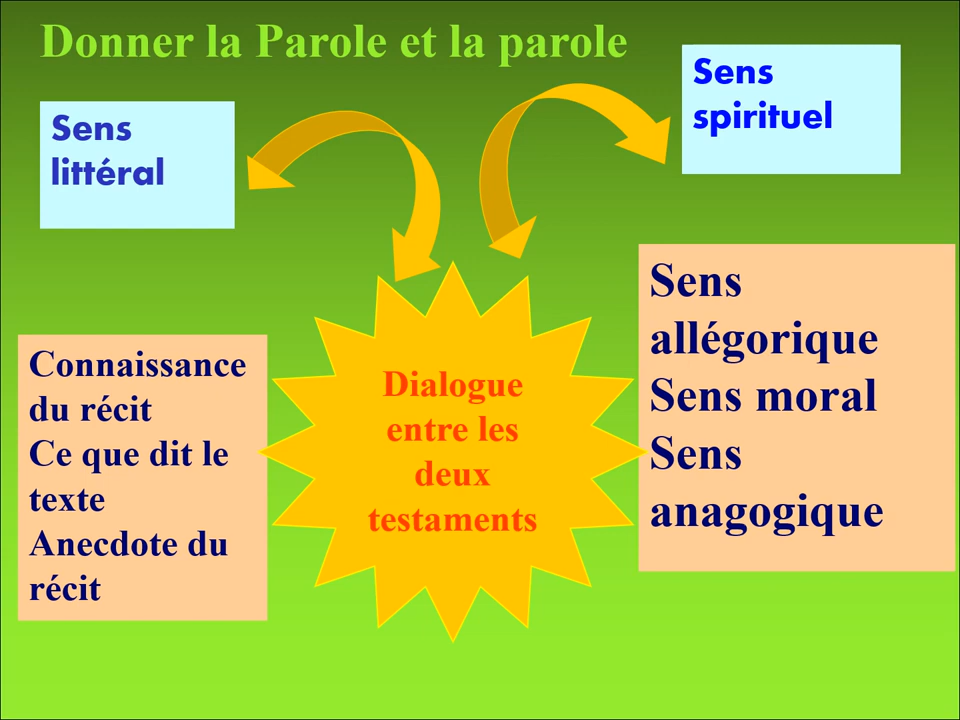 Donner la Parole et la parole
Sens
littéral
Sens
spirituel
Connaissance
du récit
Ce que dit le
texte
Anecdote du
récit
Dialogue
entre les
deux
testaments
Sens
allégorique
Sens moral
Sens
anagogique